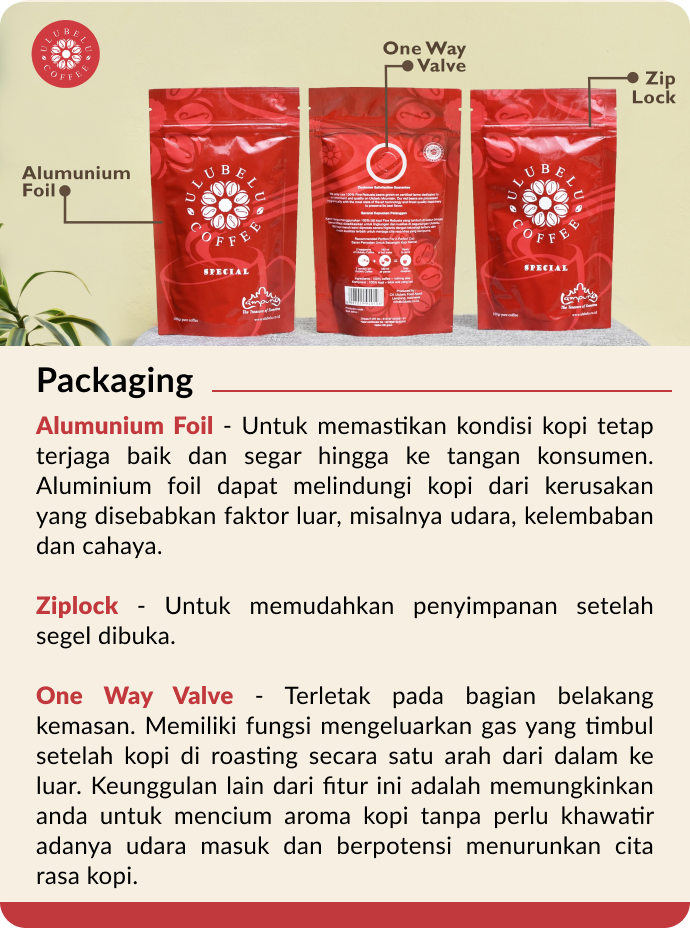 ULUBELU
COFFEE
One Way
Valve
Zip
Lock
Alumunium
Foil
ULUBELU
COFFEE
SPECIAL
Lampung
ULUBELU
COFFEE
SPECIAL
Lampung
Packaging
Alumunium Foil - Untuk memastikan kondisi kopi tetap
terjaga baik dan segar hingga ke tangan konsumen.
Aluminium foil dapat melindungi kopi dari kerusakan
yang disebabkan faktor luar, misalnya udara, kelembaban
dan cahaya.
Ziplock - Untuk memudahkan penyimpanan setelah
segel dibuka.
One Way Valve - Terletak pada bagian belakang
kemasan. Memiliki fungsi mengeluarkan gas yang timbul
setelah kopi di roasting secara satu arah dari dalam ke
luar. Keunggulan lain dari fitur ini adalah memungkinkan
anda untuk mencium aroma kopi tanpa perlu khawatir
adanya udara masuk dan berpotensi menurunkan cita
rasa kopi.